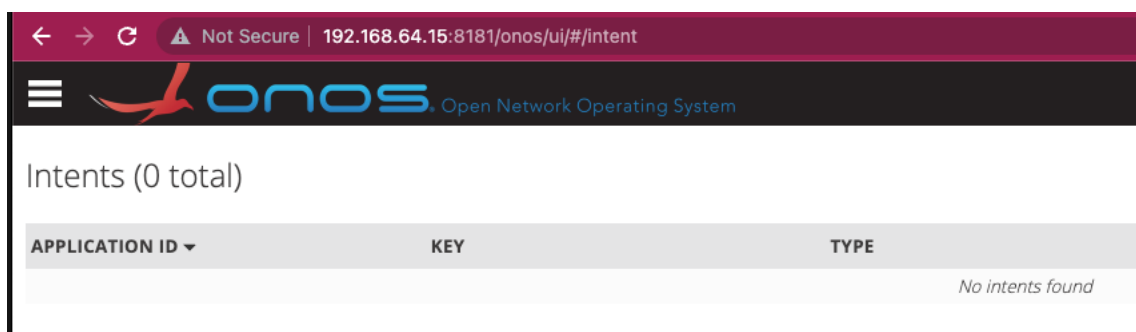 Not Secure 192.168.64.15:8181/onos/ui/#/intent
onos. Open Network Operating System
Intents (0 total)
APPLICATION ID KEY TYPE
No intents found